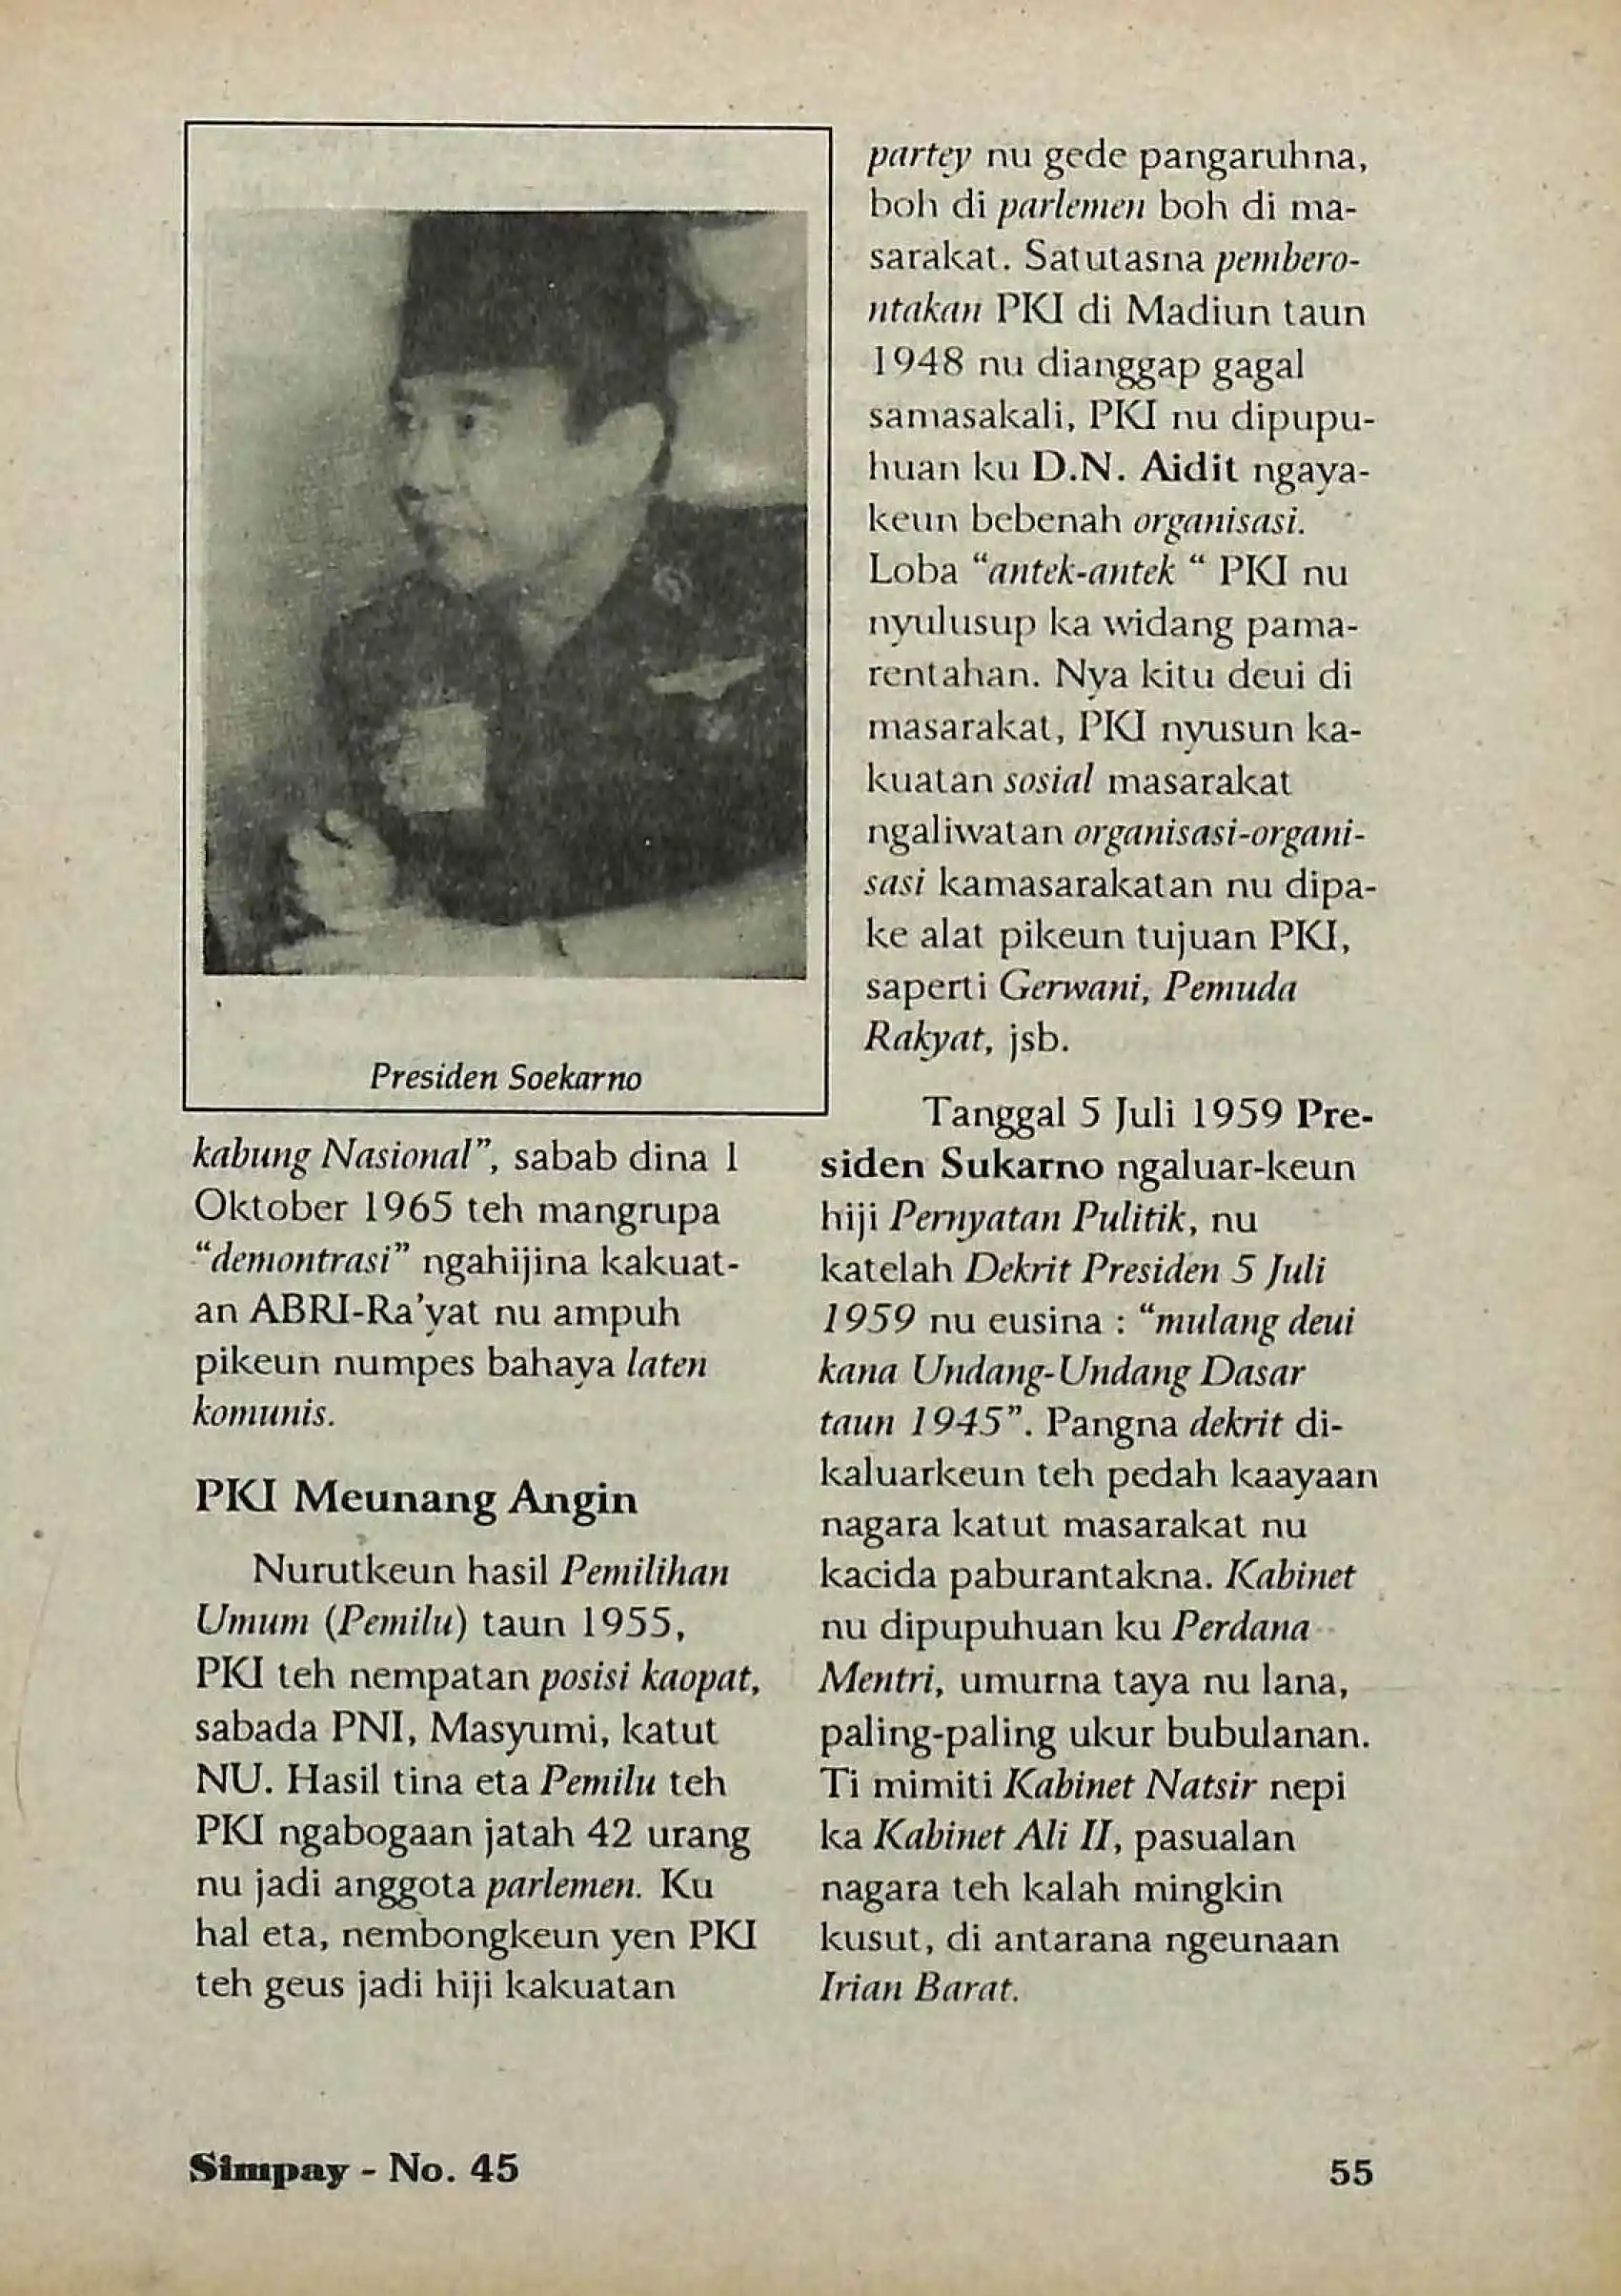 Presiden Soekarno
kabung Nasional”, sabab dina 1
Oktober 1965 teh mangrupa
“demontrasi” ngahijina kakuat-
an ABRI-Ra’yat nu ampuh
pikeun numpes bahaya laten
komunis.
PKI Meunang Angin
Nurutkeun hasil Pemilihan
Umum (Pemilu) taun 1955,
PKI teh nempatan posisi kaopat,
sabada PNI, Masyumi, katut
NU. Hasil tina eta Pemilu teh
PKI ngabogaan jatah 42 urang
nu jadi anggota parlemen. Ku
hal eta, nembongkeun yen PKI
teh geus jadi hiji kakuatan
partey nu gede pangaruhna,
boh di parlemen boh di ma-
sarakat. Satutasna pembero-
ntakan PKI di Madiun taun
1948 nu dianggap gagal
samasakali, PKI nu dipupu-
huan ku D.N. Aidit ngaya-
keun bebenah organisasi.
Loba “antek-antek “ PKI nu
nyulusup ka widang pama-
rentahan. Nya kitu deui di
masarakat, PKI nyusun ka-
kuatan sosial masarakat
ngaliwatan organisasi-organi-
sasi kamasarakatan nu dipa-
ke alat pikeun tujuan PKI,
saperti Gerwani, Pemuda
Rakyat, jsb.
Tanggal 5 Juli 1959 Pre-
siden Sukarno ngaluar-keun
hiji Pernyatan Pulitik, nu
katelah Dekrit Presiden 5 Juli
1959 nu eusina : “mulang deui
kana Undang-Undang Dasar
taun 1945”. Pangna dekrit di-
kaluarkeun teh pedah kaayaan
nagara katut masarakat nu
kacida paburantakna. Kabinet
nu dipupuhuan ku Perdana
Mentri, umurna taya nu lana,
paling-paling ukur bubulanan.
Ti mimiti Kabinet Natsir nepi
ka Kabinet Ali II, pasualan
nagara teh kalah mingkin
kusut, di antarana ngeunaan
Irian Barat.
Simpay - No. 45
55